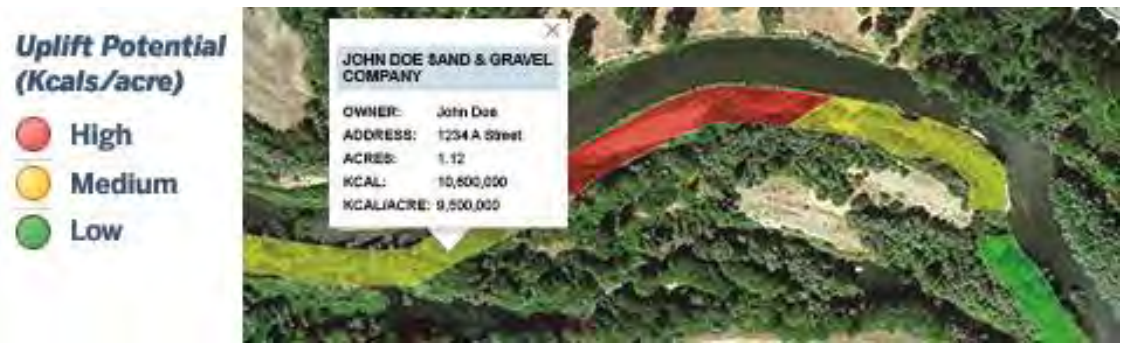 Uplift Potential
(Kcals/acre)
High
Medium
Low
JOHN DOE SAND & GRAVEL
COMPANY
OWNER: John Doe
ADDRESS: 1234 A Street
ACRES: 1.12
KCAL: 10,600,000
KCAL/ACRE: 9,500,000